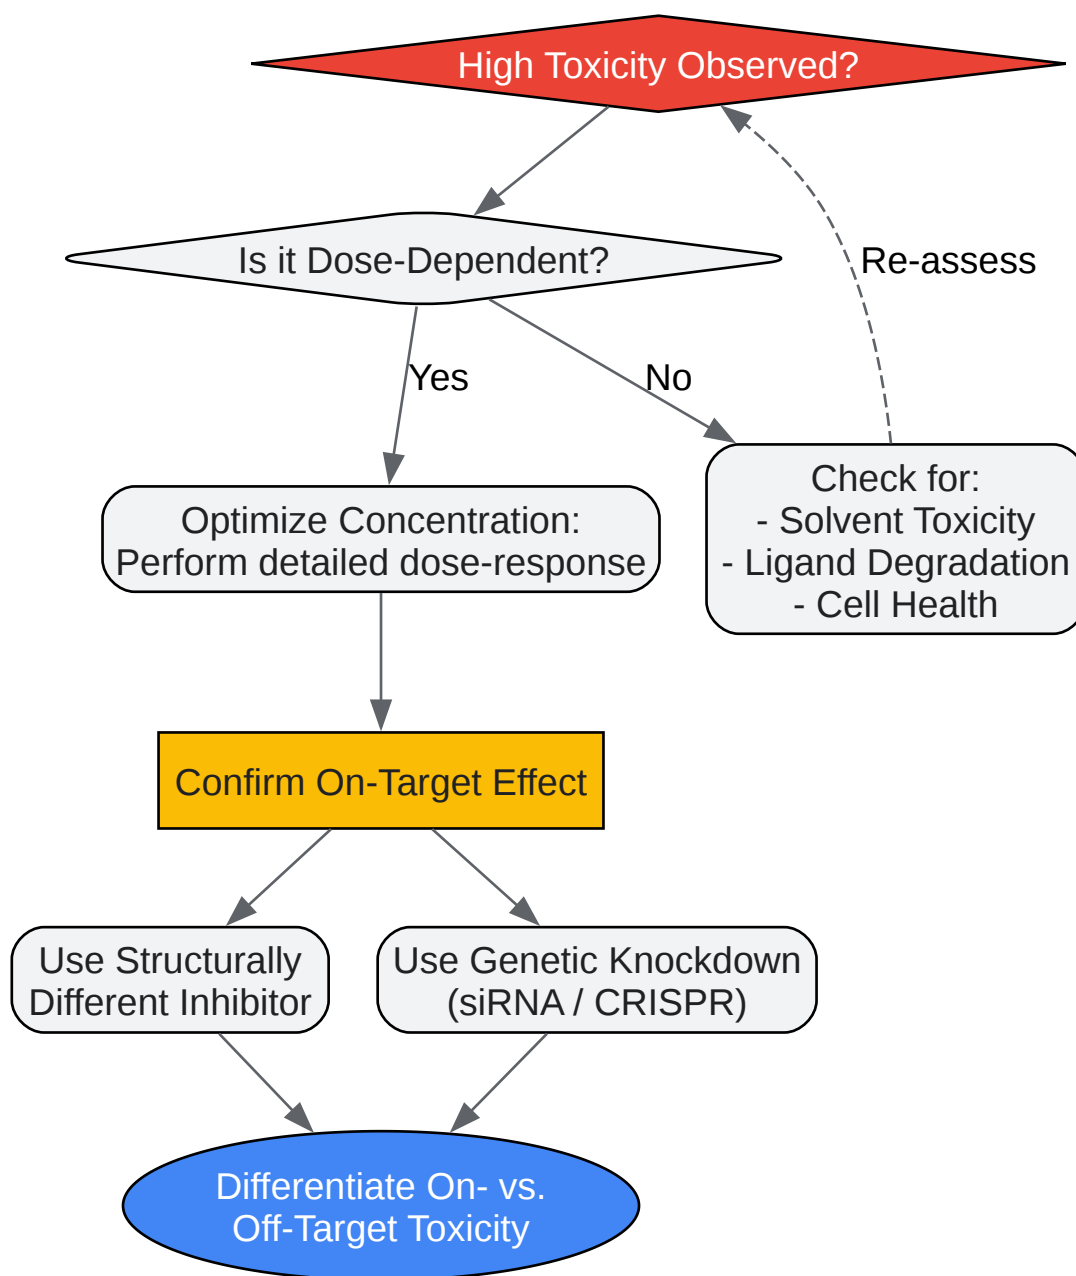 High Toxicity Observed?
Is it Dose-Dependent?
Re-assess
Yes
No
Check for:
- Solvent Toxicity
- Ligand Degradation
- Cell Health
Optimize Concentration:
Perform detailed dose-response
Confirm On-Target Effect
Use Structurally
Different Inhibitor
Use Genetic Knockdown
(siRNA / CRISPR)
Differentiate On- vs.
Off-Target Toxicity